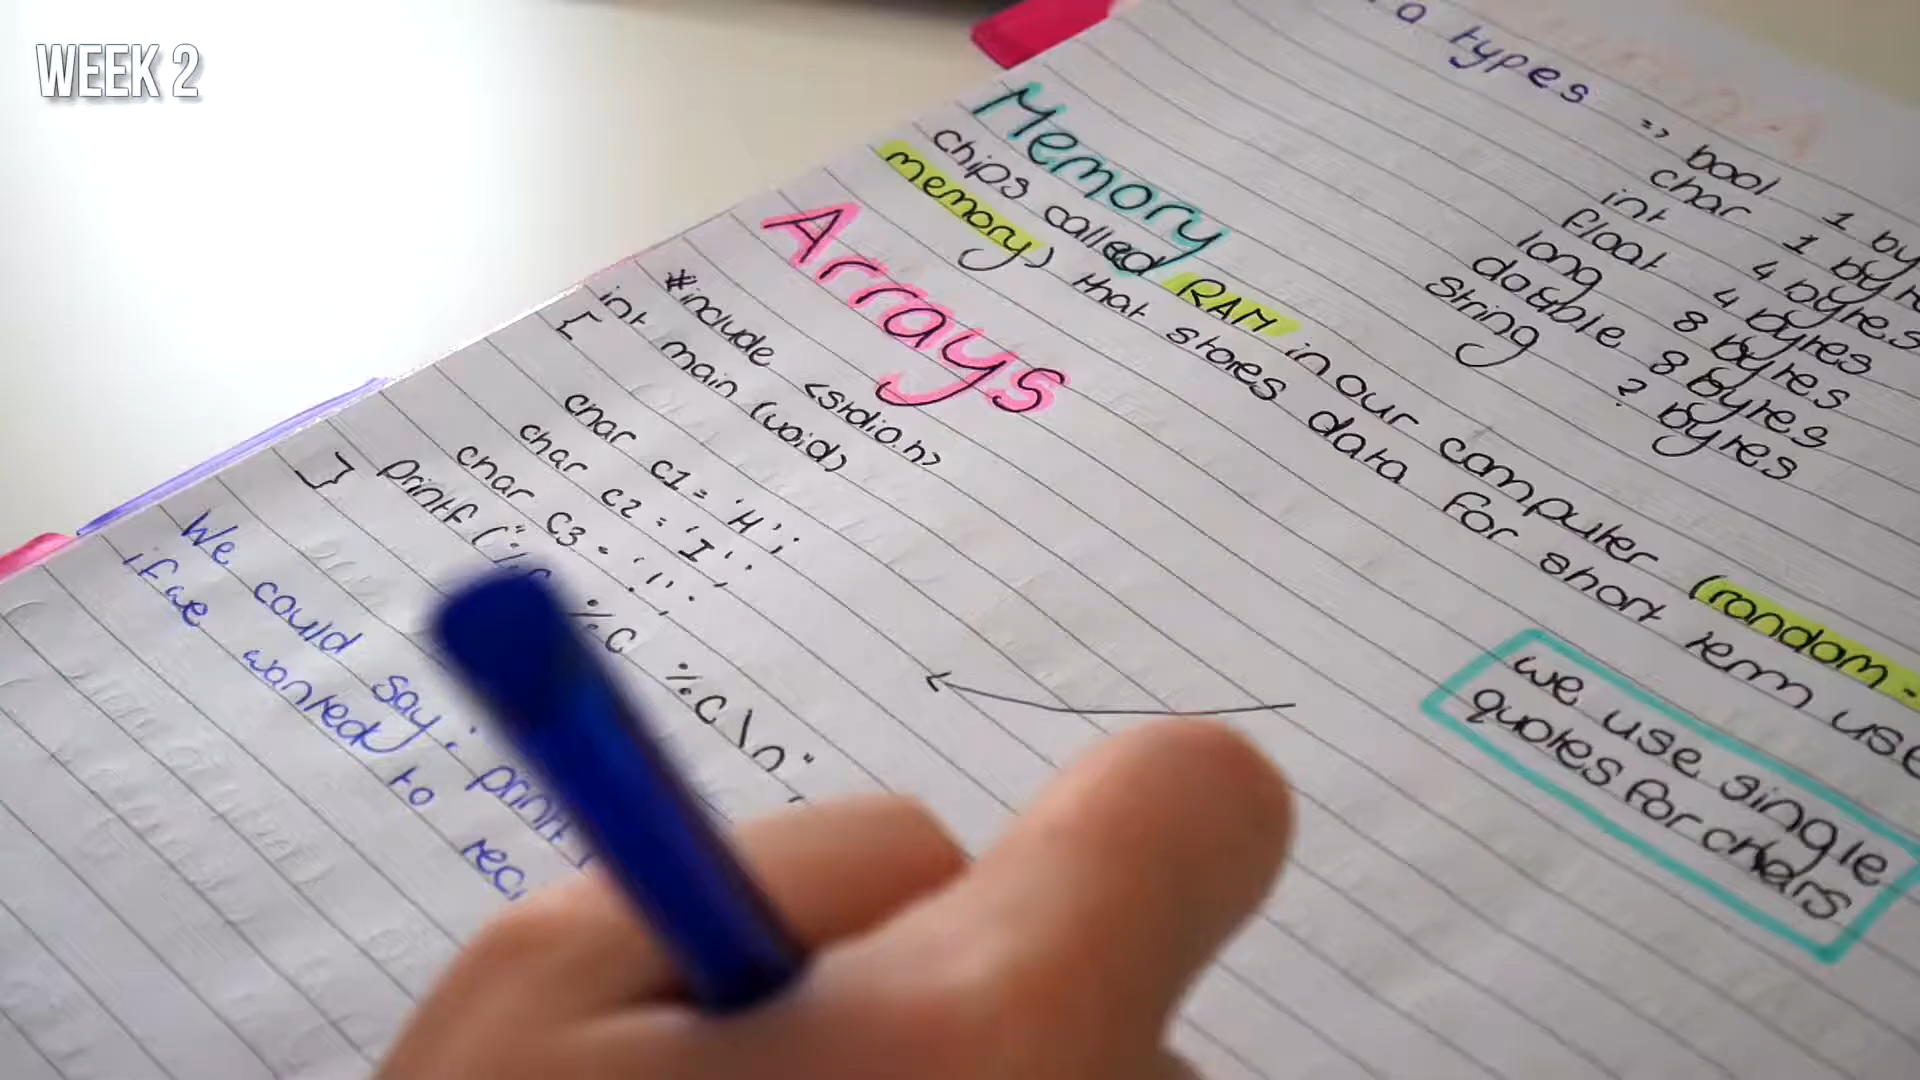 WEEK 2
a types => bool 1 by
char 1 byte
int 4 bytes
float 4 bytes
long 8 bytes
double 8 bytes
string ? bytes
Memory
chips called RAM in our computer (random-
memory) that stores data for short term use
Arrays
#include <stdio.h>
int main (void)
{
char c1 = 'H';
char c2 = 'I';
char c3 = '!';
printf ("%c %c %c \n",
}
we use single
quotes for chars
We could say:
if we wanted to